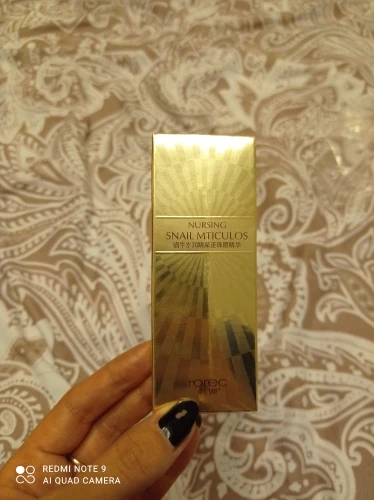 NURSING
SNAIL MTICULOS
rorec
REDMI NOTE 9
AI QUAD CAMERA